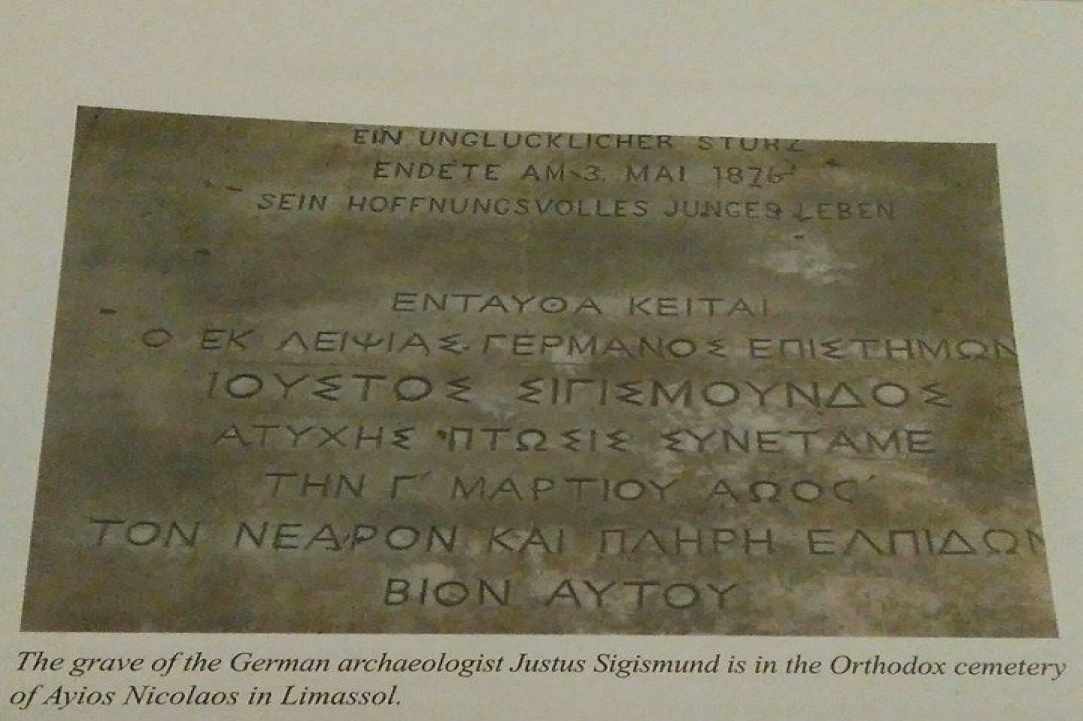 EIN UNGLUCKLICHER STURZ
ENDETE AM 3. MAI 1876
SEIN HOFFNUNGSVOLLES JUNGES LEBEN
ΕΝΤΑΥΘΑ ΚΕΙΤΑΙ
Ο ΕΚ ΛΕΙΨΙΑΣ ΓΕΡΜΑΝΟΣ ΕΠΙΣΤΗΜΩΝ
ΙΟΥΣΤΟΣ ΣΙΓΙΣΜΟΥΝΔΟΣ
ΑΤΥΧΗΣ ΠΤΩΣΙΣ ΣΥΝΕΤΑΜΕ
ΤΗΝ Γ΄ ΜΑΡΤΙΟΥ
ΤΟΝ ΝΕΑΡΟΝ ΚΑΙ ΠΛΗΡΗ ΕΛΠΙΔΩΝ
ΒΙΟΝ ΑΥΤΟΥ
The grave of the German archaeologist Justus Sigismund is in the Orthodox cemetery
of Ayios Nicolaos in Limassol.